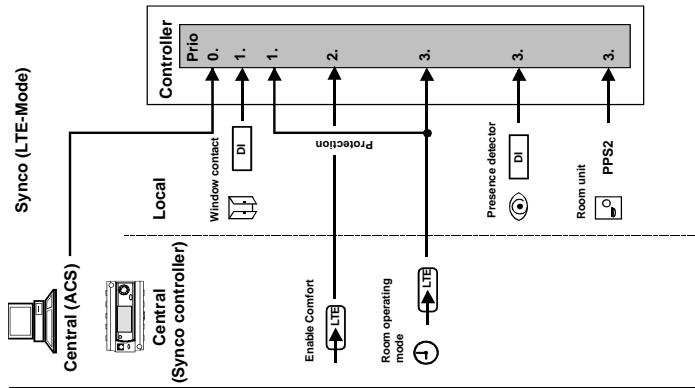 Synco (LTE-Mode)
Controller
Prio
0.
1.
1.
2.
3.
3.
3.
Local
Window contact
DI
Protection
Presence detector
DI
Room unit
PPS2
Central (ACS)
Central
(Synco controller)
Enable Comfort
LTE
Room operating
mode
LTE